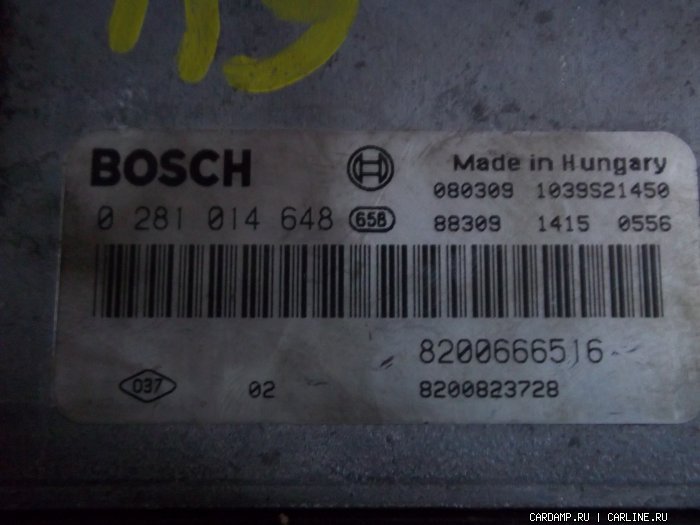 BOSCH
Made in Hungary
080309 1039S21450
0 281 014 648 658
88309 1415 0556
8200666516
037 02 8200823728
CARDAMP.RU | CARLINE.RU